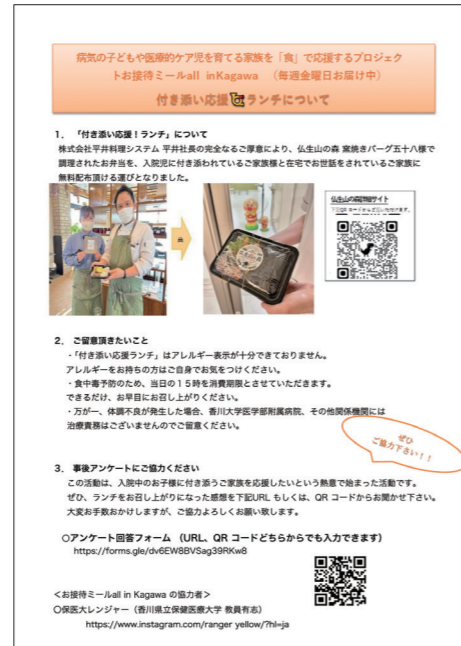 病気の子どもや医療的ケア児を育てる家族を「食」で応援するプロジェク
トお接待ミールall inKagawa （毎週金曜日お届け中）
付き添い応援ランチについて
1． 「付き添い応援！ランチ」について
株式会社平井料理システム 平井社長の完全なるご厚意により、仏生山の森 窯焼きバーグ五十八様で
調理されたお弁当を、入院児に付き添われているご家族様と在宅でお世話をされているご家族に
無料配布頂ける運びとなりました。
2． ご留意頂きたいこと
・「付き添い応援ランチ」はアレルギー表示が十分できておりません。
アレルギーをお持ちの方はご自身でお気をつけください。
・食中毒予防のため、当日の１５時を消費期限とさせていただきます。
できるだけ、お早目にお召し上がりください。
・万が一、体調不良が発生した場合、香川大学医学部附属病院、その他関係機関には
治療責務はございませんのでご留意ください。
ぜひ
ご協力下さい！！
3． 事後アンケートにご協力ください
この活動は、入院中のお子様に付き添うご家族を応援したいという熱意で始まった活動です。
ぜひ、ランチをお召し上がりになった感想を下記URL もしくは、QR コードからお聞かせ下さい。
大変お手数おかけしますが、ご協力よろしくお願い致します。
○アンケート回答フォーム （URL、QR コードどちらからでも入力できます）
https://forms.gle/dv6EW8BVSag39RKw8
＜お接待ミールall in Kagawa の協力者＞
○保医大レンジャー（香川県立保健医療大学 教員有志）
https://www.instagram.com/ranger yellow/?hl=ja